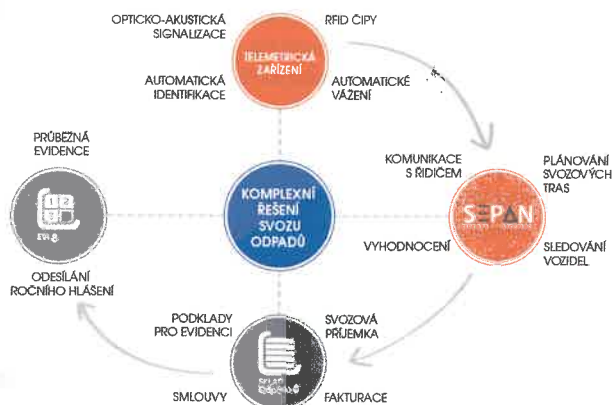 OPTICKO-AKUSTICKÁ
SIGNALIZACE
RFID ČIPY
TELEMETRICKÁ
ZAŘÍZENÍ
AUTOMATICKÁ
IDENTIFIKACE
AUTOMATICKÉ
VÁŽENÍ
PRŮBĚŽNÁ
EVIDENCE
KOMUNIKACE
S ŘIDIČEM
PLÁNOVÁNÍ
SVOZOVÝCH
TRAS
KOMPLEXNÍ
ŘEŠENÍ
SVOZU
ODPADŮ
SEPAN
VYHODNOCENÍ
SLEDOVÁNÍ
VOZIDEL
ODESÍLÁNÍ
ROČNÍHO HLÁŠENÍ
PODKLADY
PRO EVIDENCI
SVOZOVÁ
PŘÍJEMKA
SKLAD
SMLOUVY
FAKTURACE